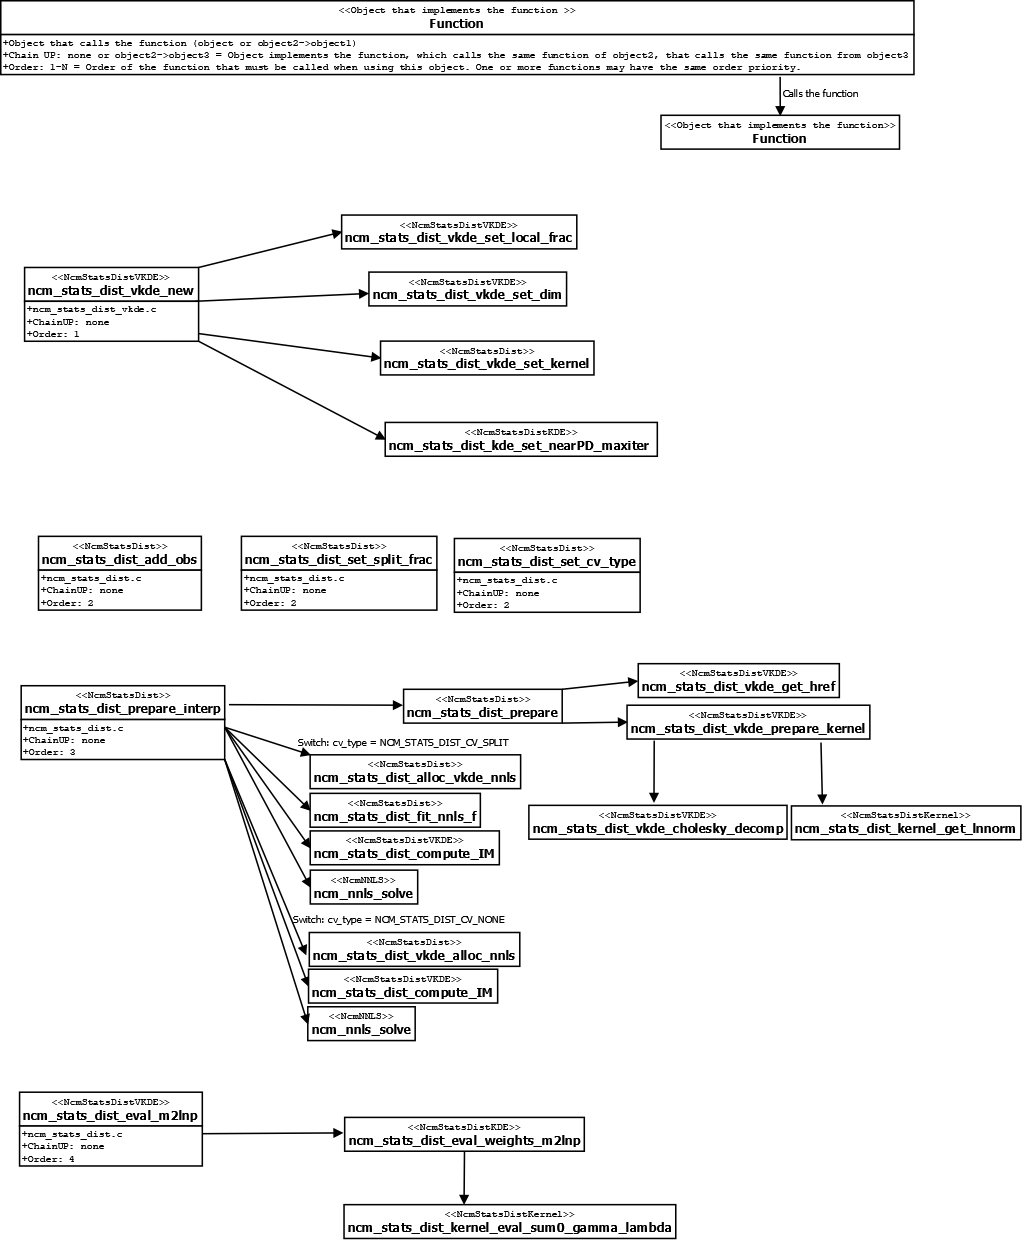 <<Object that implements the function >>
Function
+Object that calls the function (object or object2->object1)
+Chain UP: none or object2->object3 = Object implements the function, which calls the same function of object2, that calls the same function from object3
+Order: 1-N = Order of the function that must be called when using this object. One or more functions may have the same order priority.
Calls the function
<<Object that implements the function>>
Function
<<NcmStatsDistVKDE>>
ncm_stats_dist_vkde_set_local_frac
<<NcmStatsDistVKDE>>
ncm_stats_dist_vkde_new
+ncm_stats_dist_vkde.c
+ChainUP: none
+Order: 1
<<NcmStatsDistVKDE>>
ncm_stats_dist_vkde_set_dim
<<NcmStatsDist>>
ncm_stats_dist_vkde_set_kernel
<<NcmStatsDistKDE>>
ncm_stats_dist_kde_set_nearPD_maxiter
<<NcmStatsDist>>
ncm_stats_dist_add_obs
+ncm_stats_dist.c
+ChainUP: none
+Order: 2
<<NcmStatsDist>>
ncm_stats_dist_set_split_frac
+ncm_stats_dist.c
+ChainUP: none
+Order: 2
<<NcmStatsDist>>
ncm_stats_dist_set_cv_type
+ncm_stats_dist.c
+ChainUP: none
+Order: 2
<<NcmStatsDist>>
ncm_stats_dist_prepare_interp
+ncm_stats_dist.c
+ChainUP: none
+Order: 3
<<NcmStatsDist>>
ncm_stats_dist_prepare
<<NcmStatsDistVKDE>>
ncm_stats_dist_vkde_get_href
<<NcmStatsDistVKDE>>
ncm_stats_dist_vkde_prepare_kernel
<<NcmStatsDistVKDE>>
ncm_stats_dist_vkde_cholesky_decomp
<<NcmStatsDistKernel>>
ncm_stats_dist_kernel_get_lnnorm
Switch: cv_type = NCM_STATS_DIST_CV_SPLIT
<<NcmStatsDist>>
ncm_stats_dist_alloc_vkde_nnls
<<NcmStatsDist>>
ncm_stats_dist_fit_nnls_f
<<NcmStatsDistVKDE>>
ncm_stats_dist_compute_IM
<<NcmNNLS>>
ncm_nnls_solve
Switch: cv_type = NCM_STATS_DIST_CV_NONE
<<NcmStatsDist>>
ncm_stats_dist_vkde_alloc_nnls
<<NcmStatsDistVKDE>>
ncm_stats_dist_compute_IM
<<NcmNNLS>>
ncm_nnls_solve
<<NcmStatsDistVKDE>>
ncm_stats_dist_eval_m2lnp
+ncm_stats_dist.c
+ChainUP: none
+Order: 4
<<NcmStatsDistKDE>>
ncm_stats_dist_eval_weights_m2lnp
<<NcmStatsDistKernel>>
ncm_stats_dist_kernel_eval_sum0_gamma_lambda